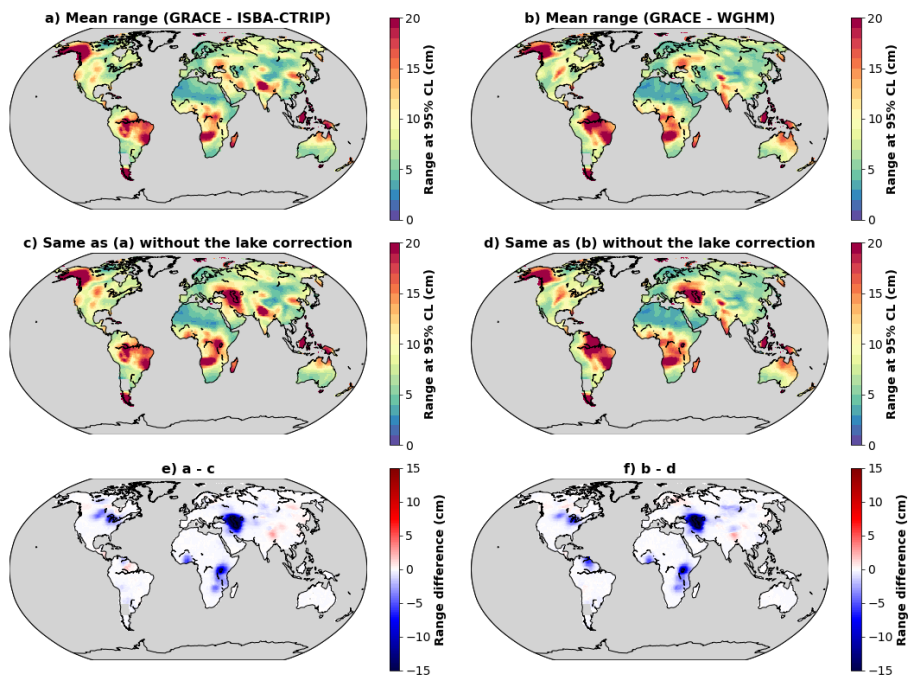 a) Mean range (GRACE - ISBA-CTRIP)
20
15
10
5
0
Range at 95% CL (cm)
b) Mean range (GRACE - WGHM)
20
15
10
5
0
Range at 95% CL (cm)
c) Same as (a) without the lake correction
20
15
10
5
0
Range at 95% CL (cm)
d) Same as (b) without the lake correction
20
15
10
5
0
Range at 95% CL (cm)
e) a - c
15
10
5
0
−5
−10
−15
Range difference (cm)
f) b - d
15
10
5
0
−5
−10
−15
Range difference (cm)